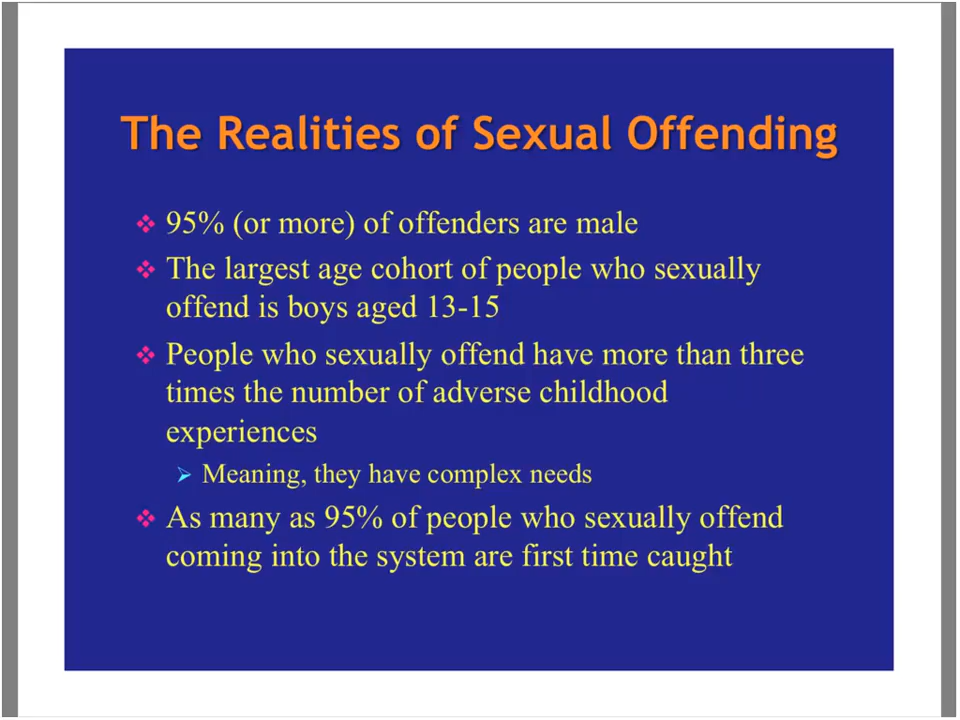 The Realities of Sexual Offending
95% (or more) of offenders are male
The largest age cohort of people who sexually
offend is boys aged 13-15
People who sexually offend have more than three
times the number of adverse childhood
experiences
Meaning, they have complex needs
As many as 95% of people who sexually offend
coming into the system are first time caught